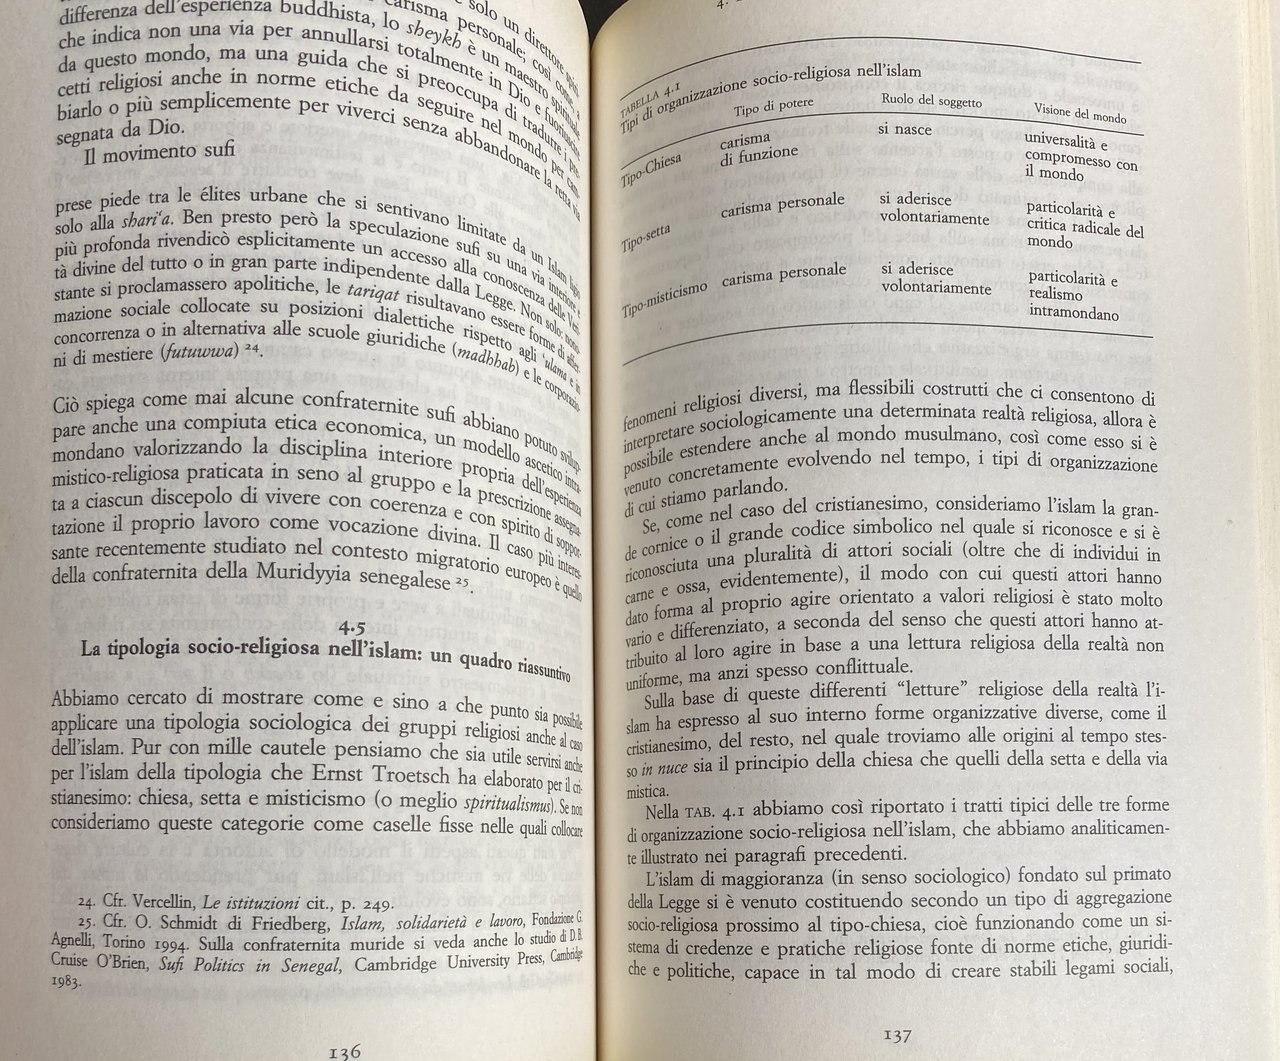 carisma personale; così come, a
differenza dell'esperienza buddhista, lo sheykh è un maestro spirituale
che indica non una via per annullarsi totalmente in Dio e fuoriuscire
da questo mondo, ma una guida che si preoccupa di tradurre i pre-
cetti religiosi anche in norme etiche da seguire nel mondo per cam-
biarlo o più semplicemente per viverci senza abbandonare la retta via
segnata da Dio.
Il movimento sufi
prese piede tra le élites urbane che si sentivano limitate da un Islam
solo alla shari'a. Ben presto però la speculazione sufi su una via interiore e
più profonda rivendicò esplicitamente un accesso alla conoscenza delle Veri-
tà divine del tutto o in gran parte indipendente dalla Legge. Non solo: nono-
stante si proclamassero apolitiche, le tariqat risultavano essere forme di affer-
mazione sociale collocate su posizioni dialettiche rispetto agli 'ulama e in
concorrenza o in alternativa alle scuole giuridiche (madhhab) e le corporazio-
ni di mestiere (futuwwa) 24.
Ciò spiega come mai alcune confraternite sufi abbiano potuto svilup-
pare anche una compiuta etica economica, un modello ascetico intra-
mondano valorizzando la disciplina interiore propria dell'esperienza
mistico-religiosa praticata in seno al gruppo e la prescrizione assegna-
ta a ciascun discepolo di vivere con coerenza e con spirito di soppor-
tazione il proprio lavoro come vocazione divina. Il caso più interes-
sante recentemente studiato nel contesto migratorio europeo è quello
della confraternita della Muridyyia senegalese 25.
4.5
La tipologia socio-religiosa nell'islam: un quadro riassuntivo
Abbiamo cercato di mostrare come e sino a che punto sia possibile
applicare una tipologia sociologica dei gruppi religiosi anche al caso
dell'islam. Pur con mille cautele pensiamo che sia utile servirsi anche
per l'islam della tipologia che Ernst Troetsch ha elaborato per il cri-
stianesimo: chiesa, setta e misticismo (o meglio spiritualismus). Se non
consideriamo queste categorie come caselle fisse nelle quali collocare
24. Cfr. Vercellin, Le istituzioni cit., p. 249.
25. Cfr. O. Schmidt di Friedberg, Islam, solidarietà e lavoro, Fondazione G.
Agnelli, Torino 1994. Sulla confraternita muride si veda anche lo studio di D.B.
Cruise O'Brien, Sufi Politics in Senegal, Cambridge University Press, Cambridge
1983.
136
TABELLA 4.1
Tipi di organizzazione socio-religiosa nell'islam
Tipo di potere Ruolo del soggetto Visione del mondo
Tipo-Chiesa carisma di funzione si nasce universalità e
compromesso con
il mondo
Tipo-setta carisma personale si aderisce
volontariamente particolarità e
critica radicale del
mondo
Tipo-misticismo carisma personale si aderisce
volontariamente particolarità e
realismo
intramondano
fenomeni religiosi diversi, ma flessibili costrutti che ci consentono di
interpretare sociologicamente una determinata realtà religiosa, allora è
possibile estendere anche al mondo musulmano, così come esso si è
venuto concretamente evolvendo nel tempo, i tipi di organizzazione
di cui stiamo parlando.
Se, come nel caso del cristianesimo, consideriamo l'islam la gran-
de cornice o il grande codice simbolico nel quale si riconosce e si è
riconosciuta una pluralità di attori sociali (oltre che di individui in
carne e ossa, evidentemente), il modo con cui questi attori hanno
dato forma al proprio agire orientato a valori religiosi è stato molto
vario e differenziato, a seconda del senso che questi attori hanno at-
tribuito al loro agire in base a una lettura religiosa della realtà non
uniforme, ma anzi spesso conflittuale.
Sulla base di queste differenti “letture” religiose della realtà l'i-
slam ha espresso al suo interno forme organizzative diverse, come il
cristianesimo, del resto, nel quale troviamo alle origini al tempo stes-
so in nuce sia il principio della chiesa che quelli della setta e della via
mistica.
Nella TAB. 4.1 abbiamo così riportato i tratti tipici delle tre forme
di organizzazione socio-religiosa nell'islam, che abbiamo analiticamen-
te illustrato nei paragrafi precedenti.
L'islam di maggioranza (in senso sociologico) fondato sul primato
della Legge si è venuto costituendo secondo un tipo di aggregazione
socio-religiosa prossimo al tipo-chiesa, cioè funzionando come un si-
stema di credenze e pratiche religiose fonte di norme etiche, giuridi-
che e politiche, capace in tal modo di creare stabili legami sociali,
137